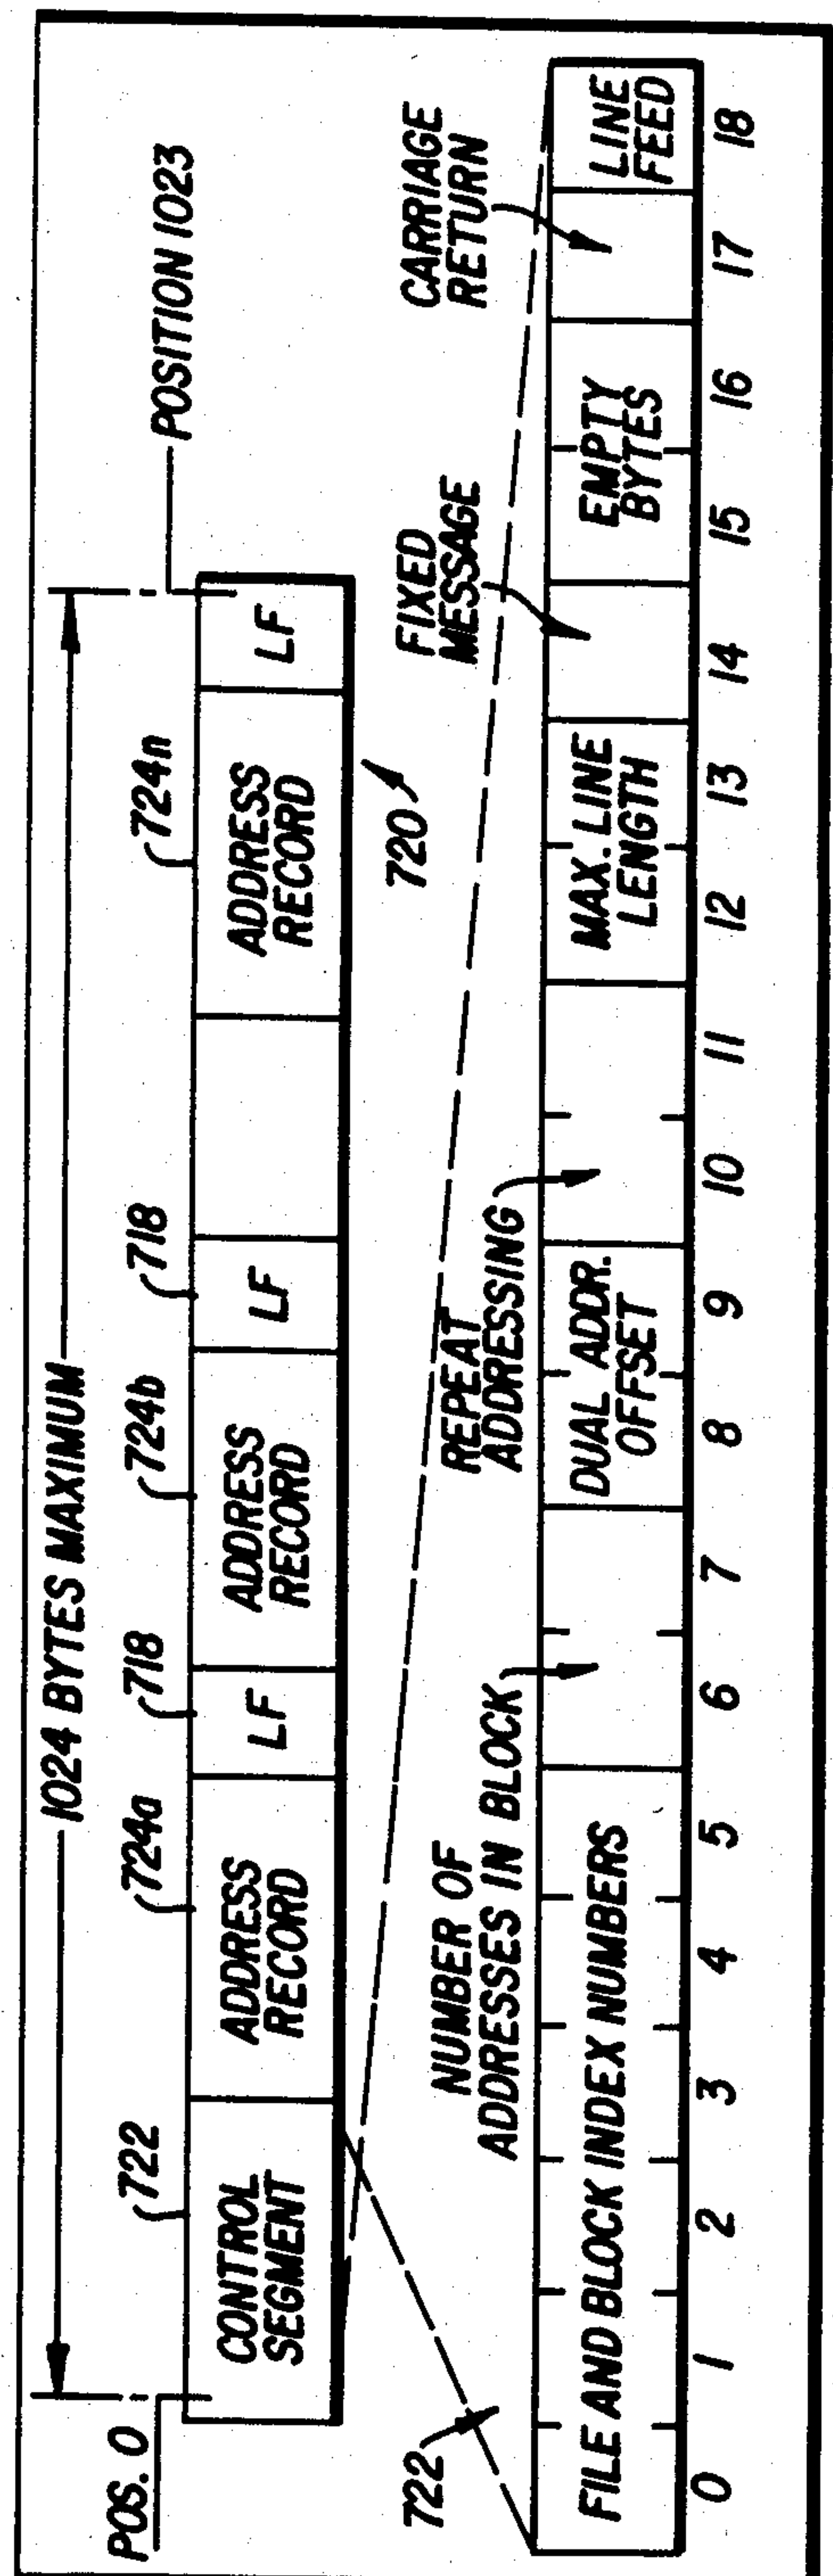 1024 BYTES MAXIMUM
POS. 0
722
724a
718
724b
718
724n
POSITION 1023
CONTROL
SEGMENT
ADDRESS
RECORD
LF
ADDRESS
RECORD
LF
ADDRESS
RECORD
LF
720
722
NUMBER OF
ADDRESSES IN BLOCK
REPEAT
ADDRESSING
FIXED
MESSAGE
CARRIAGE
RETURN
FILE AND BLOCK INDEX NUMBERS
DUAL ADDR.
OFFSET
MAX. LINE
LENGTH
EMPTY
BYTES
LINE
FEED
0 1 2 3 4 5 6 7 8 9 10 11 12 13 14 15 16 17 18